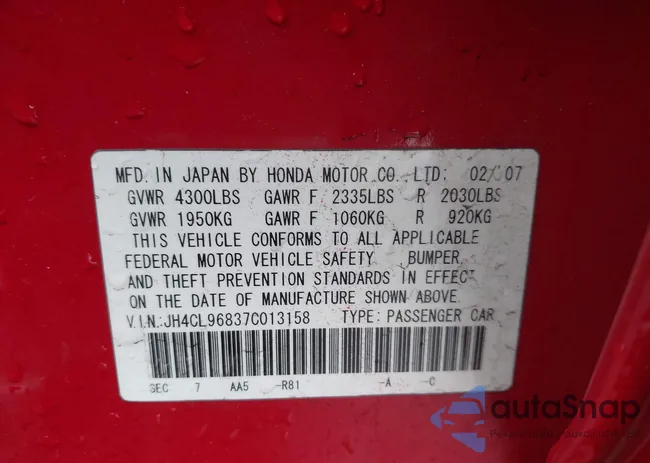 MFD. IN JAPAN BY HONDA MOTOR CO.,LTD: 02/'07
GVWR 4300LBS GAWR F 2335LBS R 2030LBS
GVWR 1950KG GAWR F 1060KG R 920KG
THIS VEHICLE CONFORMS TO ALL APPLICABLE
FEDERAL MOTOR VEHICLE SAFETY, BUMPER,
AND THEFT PREVENTION STANDARDS IN EFFECT
ON THE DATE OF MANUFACTURE SHOWN ABOVE.
V.I.N:JH4CL96837C013158 TYPE: PASSENGER CAR
SEC 7 AA5 -R81 -A -C
autaSnap